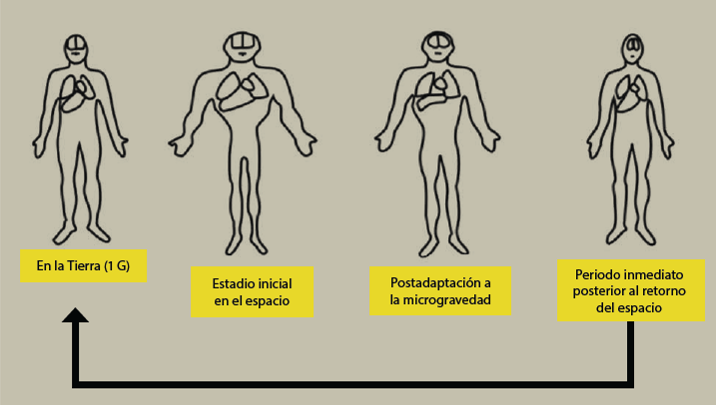 En la Tierra (1 G)
Estadio inicial
en el espacio
Postadaptación a
la microgravedad
Periodo inmediato
posterior al retorno
del espacio